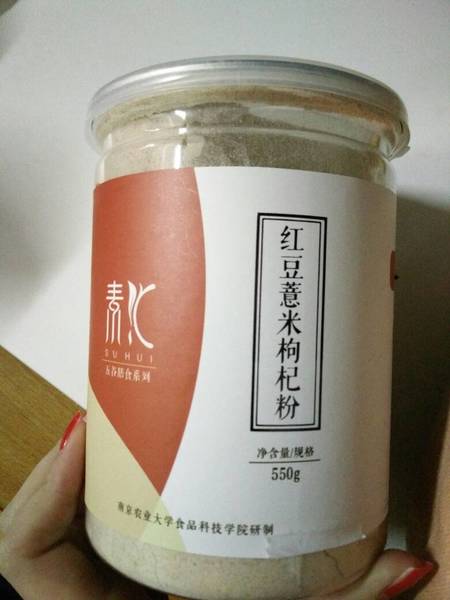 素汇
SUHUI
五谷膳食系列
红豆薏米枸杞粉
净含量/规格
550g
南京农业大学食品科技学院研制